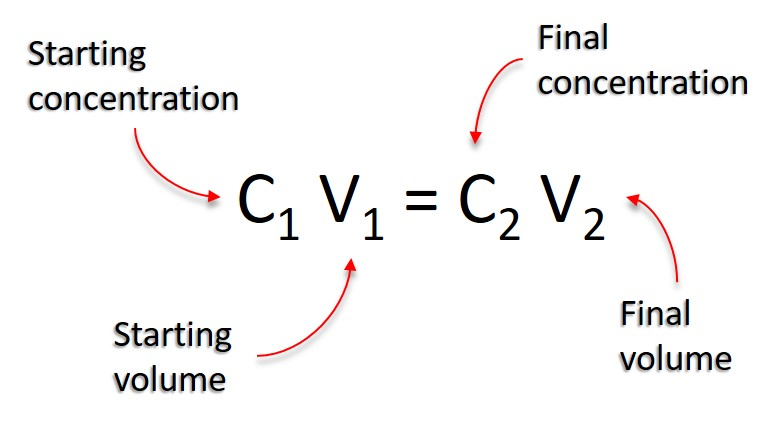 Starting
concentration
Final
concentration
C₁ V₁ = C₂ V₂
Starting
volume
Final
volume